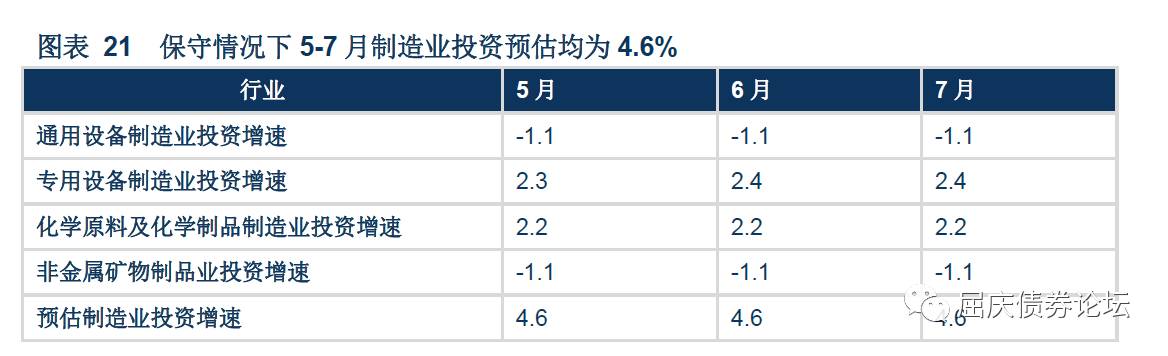 图表 21 保守情况下 5-7 月制造业投资预估均为 4.6%
行业 5 月 6 月 7 月
通用设备制造业投资增速 -1.1 -1.1 -1.1
专用设备制造业投资增速 2.3 2.4 2.4
化学原料及化学制品制造业投资增速 2.2 2.2 2.2
非金属矿物制品业投资增速 -1.1 -1.1 -1.1
预估制造业投资增速 4.6 4.6 4.6
屈庆债券论坛